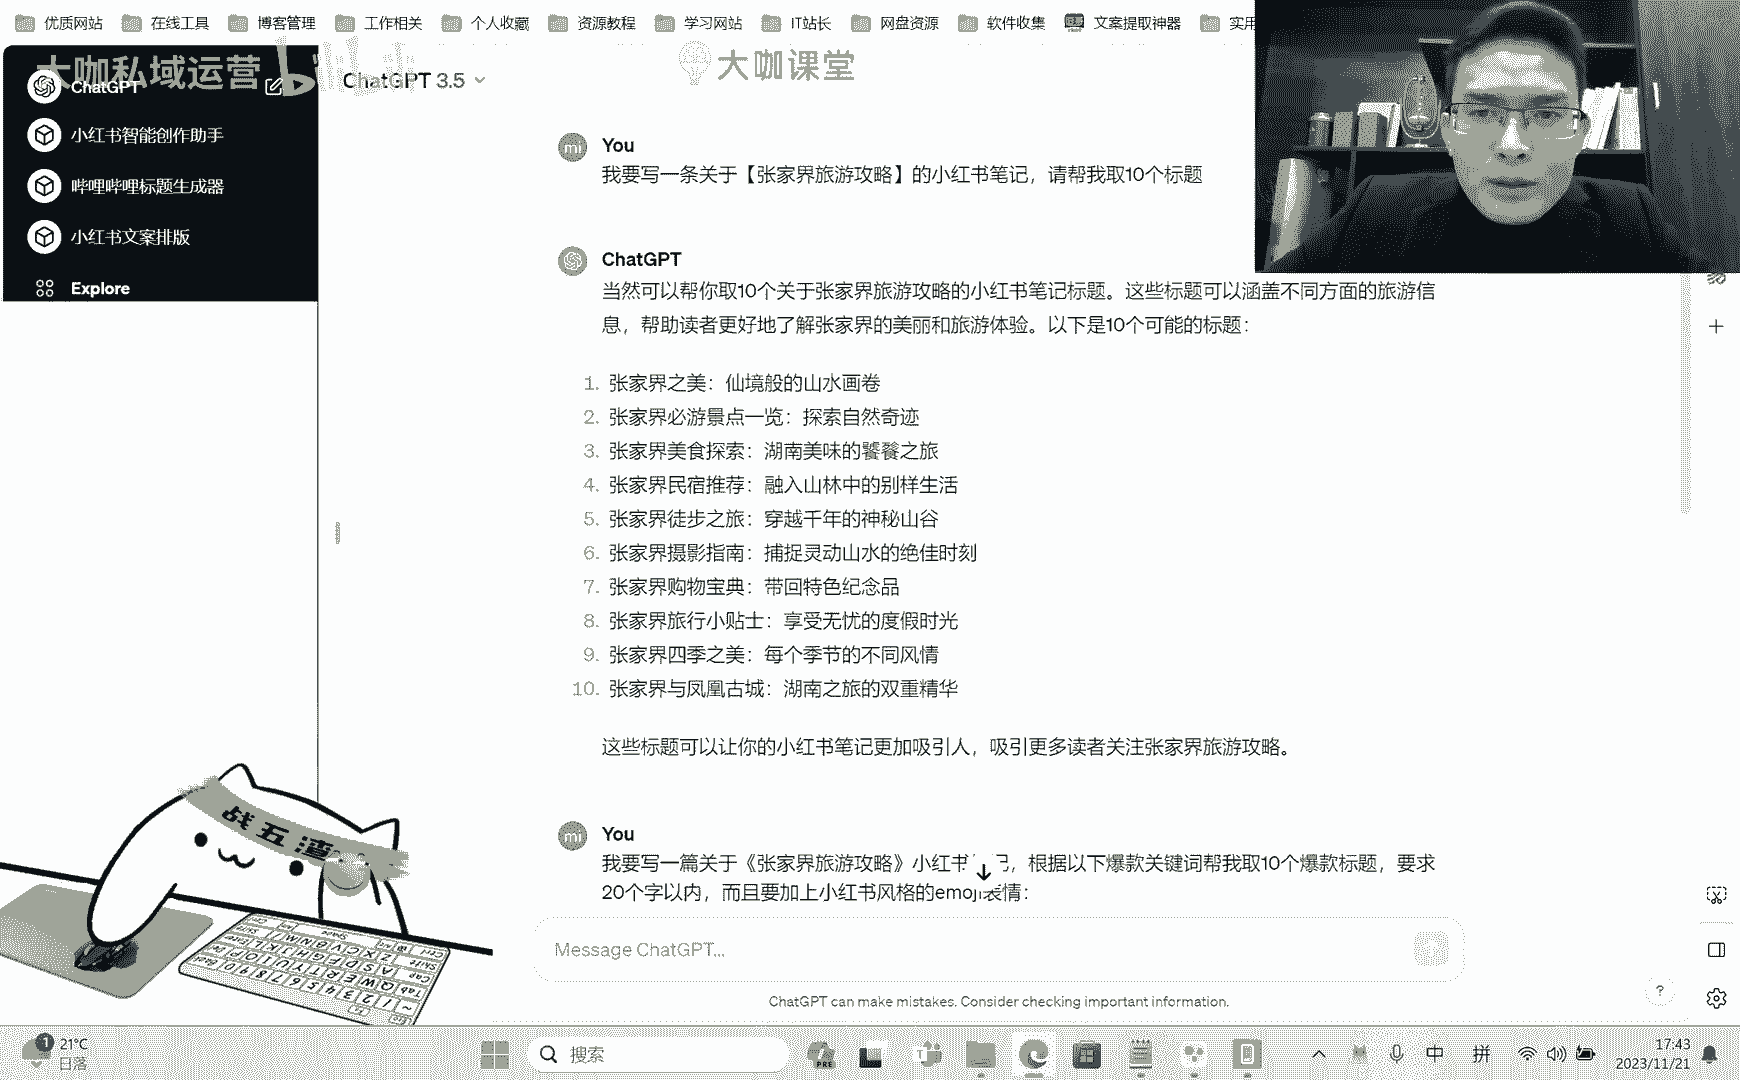 优质网站
在线工具
博客管理
工作相关
个人收藏
资源教程
学习网站
IT站长
网盘资源
软件收集
文案提取神器
大咖私域运营
大咖课堂
ChatGPT
小红书智能创作助手
哔哩哔哩标题生成器
小红书文案排版
Explore
ChatGPT 3.5
mi
You
我要写一条关于【张家界旅游攻略】的小红书笔记，请帮我取10个标题
ChatGPT
当然可以帮你取10个关于张家界旅游攻略的小红书笔记标题。这些标题可以涵盖不同方面的旅游信
息，帮助读者更好地了解张家界的美丽和旅游体验。以下是10个可能的标题：
1. 张家界之美：仙境般的山水画卷
2. 张家界必游景点一览：探索自然奇迹
3. 张家界美食探索：湖南美味的饕餮之旅
4. 张家界民宿推荐：融入山林中的别样生活
5. 张家界徒步之旅：穿越千年的神秘山谷
6. 张家界摄影指南：捕捉灵动山水的绝佳时刻
7. 张家界购物宝典：带回特色纪念品
8. 张家界旅行小贴士：享受无忧的度假时光
9. 张家界四季之美：每个季节的不同风情
10. 张家界与凤凰古城：湖南之旅的双重精华
这些标题可以让你的小红书笔记更加吸引人，吸引更多读者关注张家界旅游攻略。
mi
You
我要写一篇关于《张家界旅游攻略》小红书 记，根据以下爆款关键词帮我取10个爆款标题，要求
20个字以内，而且要加上小红书风格的emoji表情：
战五渣
Message ChatGPT...
ChatGPT can make mistakes. Consider checking important information.
?
1
21°C
日落
搜索
PRE
中
拼
17:43
2023/11/21